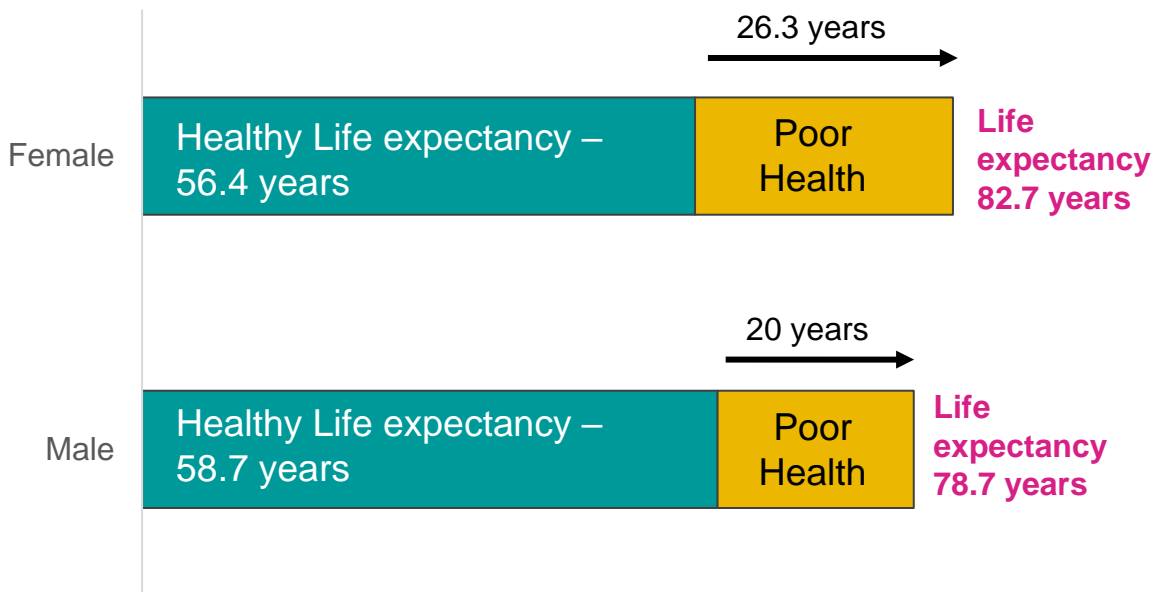 26.3 years
Female
Healthy Life expectancy –
56.4 years
Poor
Health
Life
expectancy
82.7 years
20 years
Male
Healthy Life expectancy –
58.7 years
Poor
Health
Life
expectancy
78.7 years